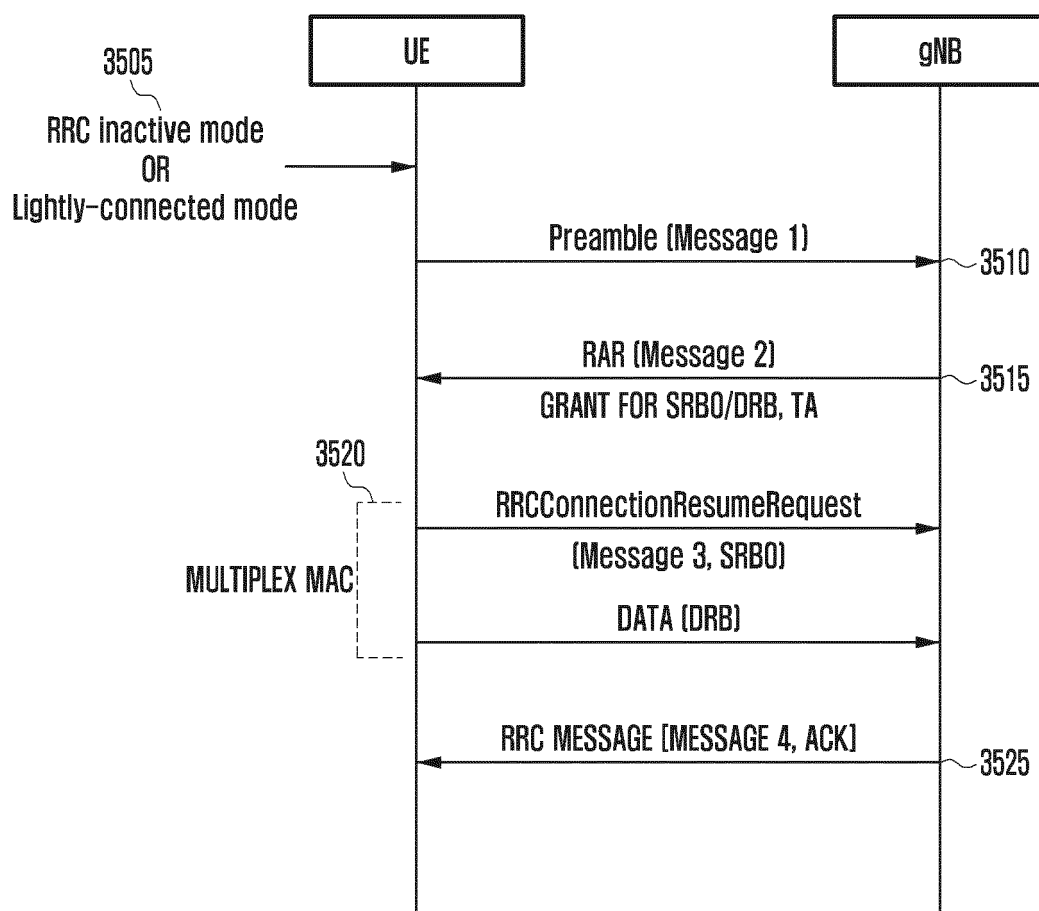 UE
gNB
3505
RRC inactive mode
OR
Lightly-connected mode
Preamble (Message 1)
3510
RAR (Message 2)
3515
GRANT FOR SRB0/DRB, TA
3520
RRCConnectionResumeRequest
(Message 3, SRB0)
MULTIPLEX MAC
DATA (DRB)
RRC MESSAGE [MESSAGE 4, ACK]
3525